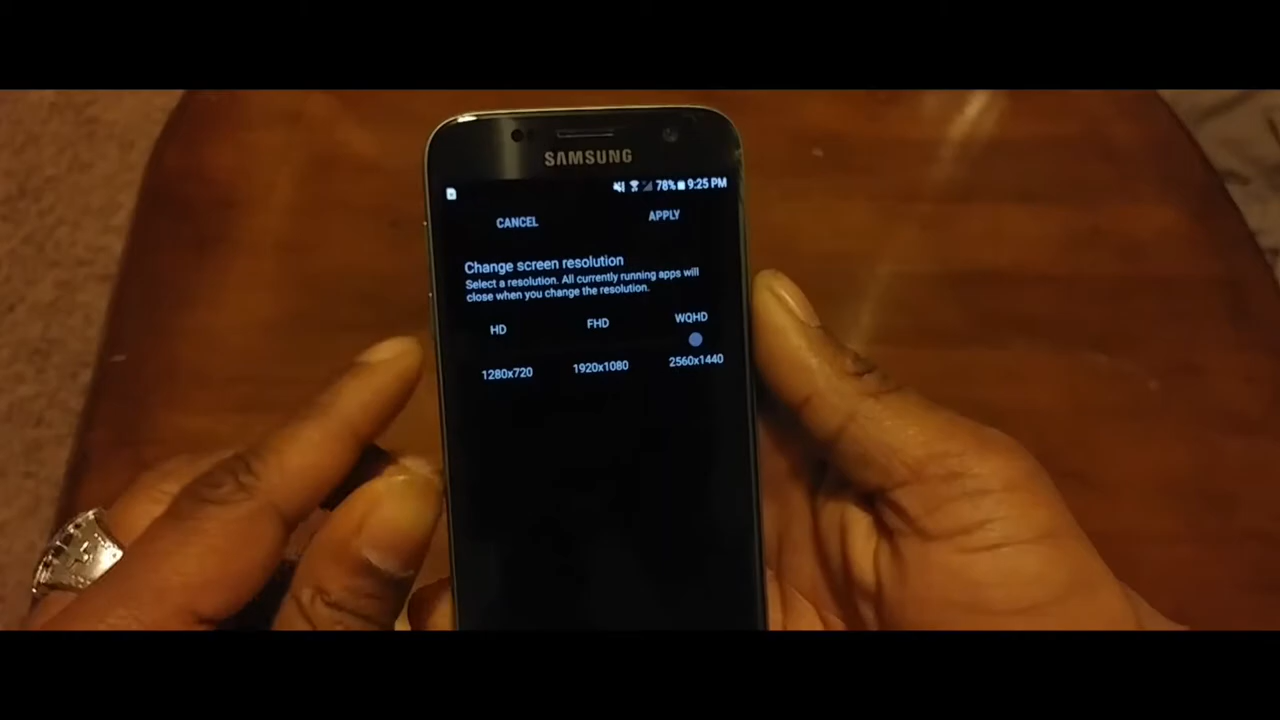 SAMSUNG
78% 9:25 PM
CANCEL APPLY
Change screen resolution
Select a resolution. All currently running apps will
close when you change the resolution.
HD FHD WQHD
1280x720 1920x1080 2560x1440